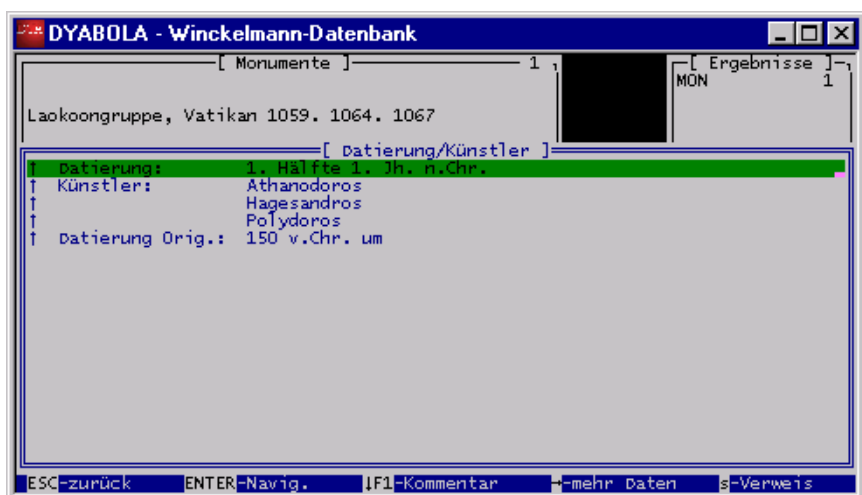 DYABOLA - Winckelmann-Datenbank
[ Monumente ] 1
[ Ergebnisse ]
MON 1
Laokoongruppe, Vatikan 1059. 1064. 1067
[ Datierung/Künstler ]
↑ Datierung: 1. Hälfte 1. Jh. n.Chr.
↑ Künstler: Athanodoros
↑ Hagesandros
↑ Polydoros
↑ Datierung Orig.: 150 v.Chr. um
ESC-zurück ENTER-Navig. ↓F1-Kommentar →-mehr Daten s-Verweis